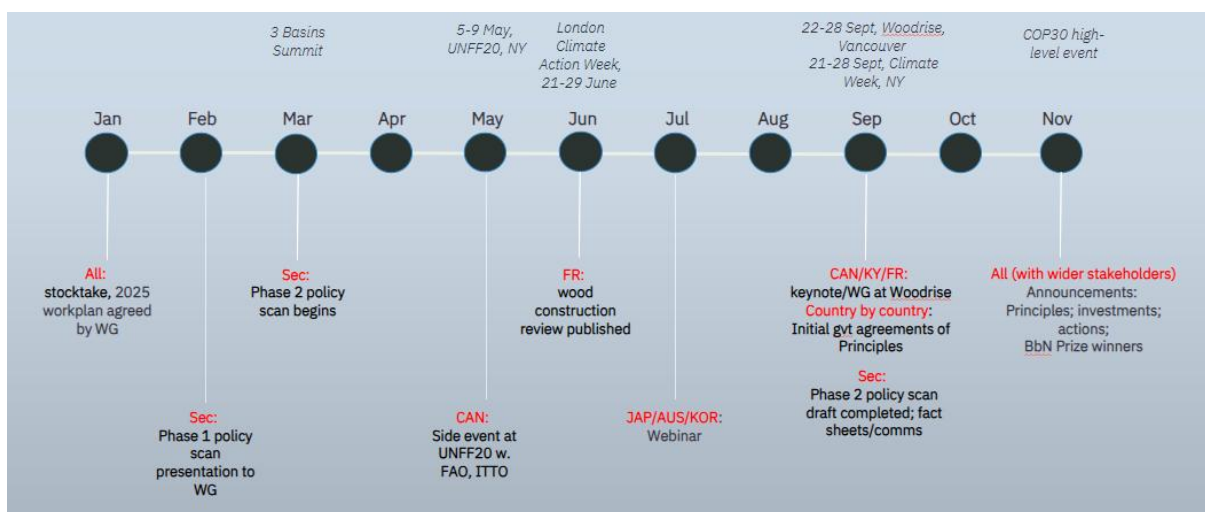 3 Basins
Summit
5-9 May,
UNFF20, NY
London
Climate
Action Week,
21-29 June
22-28 Sept, Woodrise,
Vancouver
21-28 Sept, Climate
Week, NY
COP30 high-
level event
Jan
Feb
Mar
Apr
May
Jun
Jul
Aug
Sep
Oct
Nov
All:
stocktake, 2025
workplan agreed
by WG
Sec:
Phase 1 policy
scan
presentation to
WG
Sec:
Phase 2 policy
scan begins
CAN:
Side event at
UNFF20 w.
FAO, ITTO
FR:
wood
construction
review published
JAP/AUS/KOR:
Webinar
CAN/KY/FR:
keynote/WG at Woodrise
Country by country:
Initial gvt agreements of
Principles
Sec:
Phase 2 policy scan
draft completed; fact
sheets/comms
All (with wider stakeholders)
Announcements:
Principles; investments;
actions;
BbN Prize winners